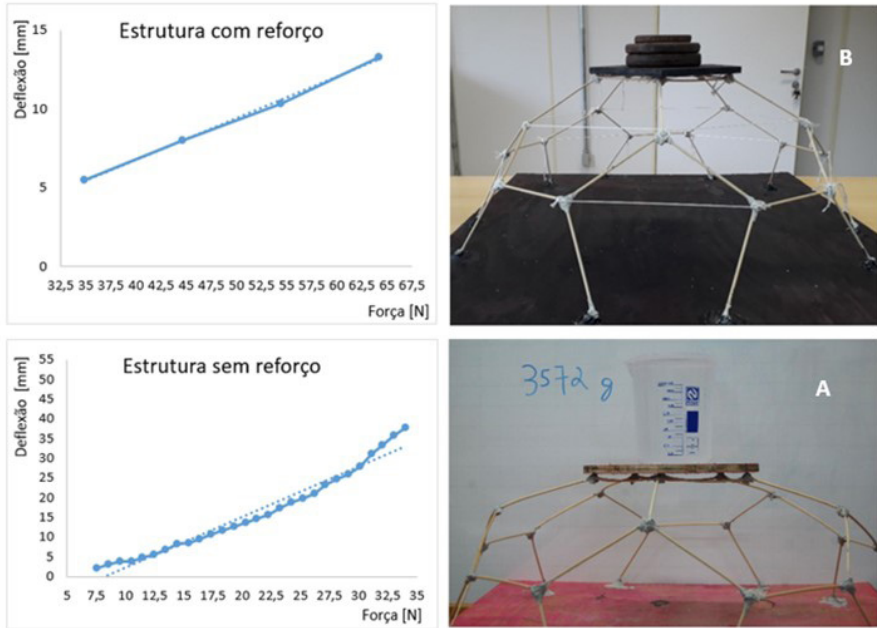 Estrutura com reforço
Deflexão [mm]
15
10
5
0
32,5 35 37,5 40 42,5 45 47,5 50 52,5 55 57,5 60 62,5 65 67,5
Força [N]
B
Estrutura sem reforço
Deflexão [mm]
55
50
45
40
35
30
25
20
15
10
5
0
5 7,5 10 12,5 15 17,5 20 22,5 25 27,5 30 32,5 35
Força [N]
3572 g
A